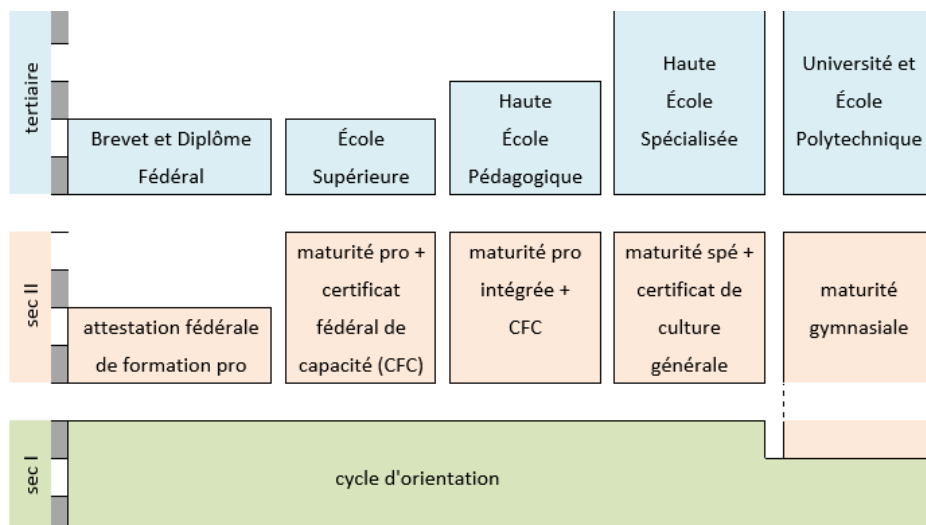 tertiaire
Brevet et Diplôme
Fédéral
École
Supérieure
Haute
École
Pédagogique
Haute
École
Spécialisée
Université et
École
Polytechnique
sec II
attestation fédérale
de formation pro
maturité pro +
certificat
fédéral de
capacité (CFC)
maturité pro
intégrée +
CFC
maturité spé +
certificat de
culture
générale
maturité
gymnasiale
sec I
cycle d'orientation